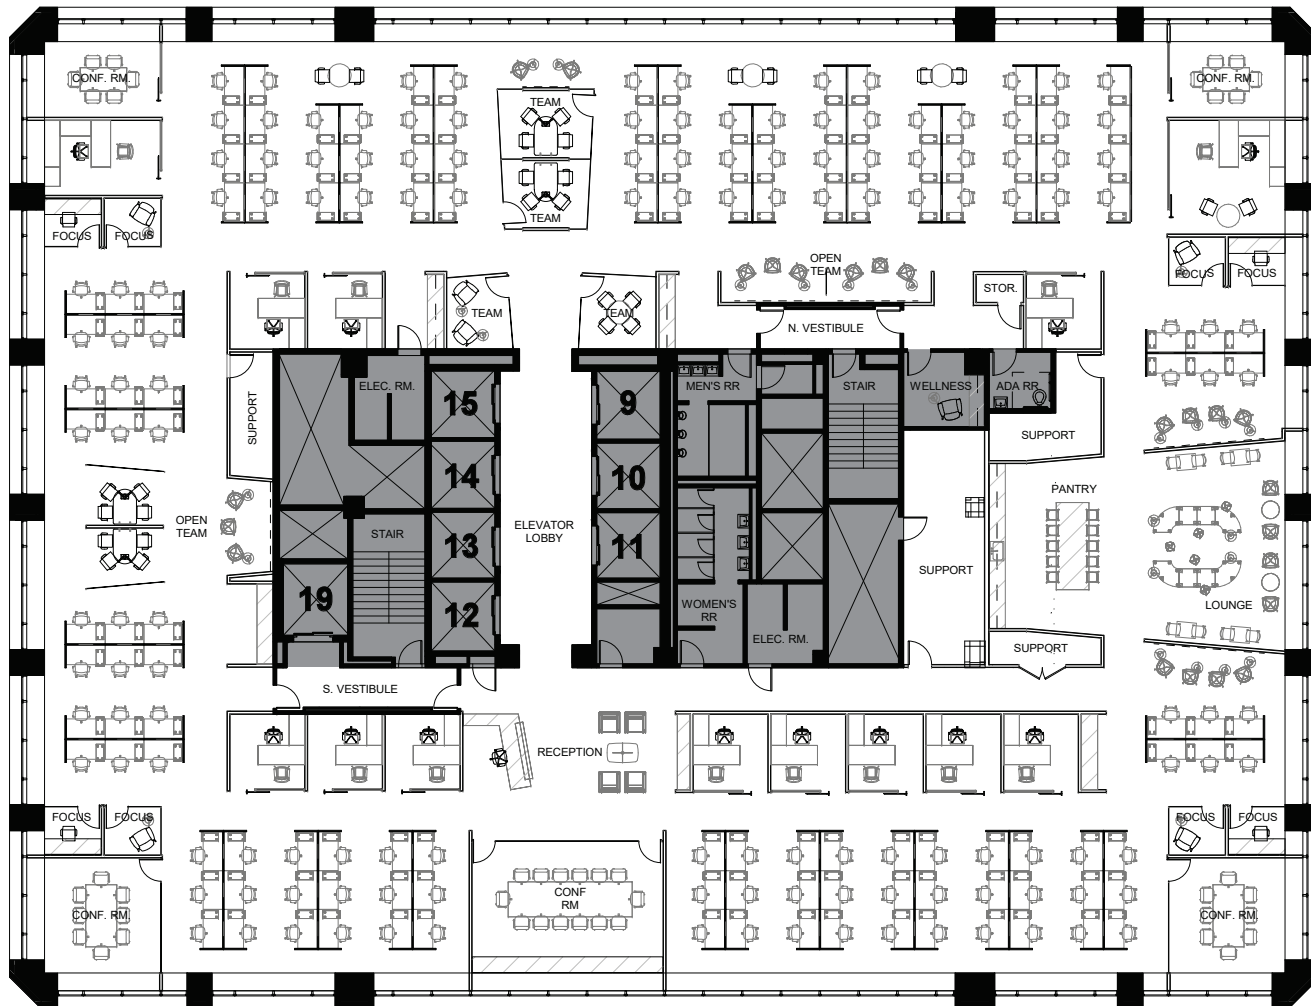 CONF. RM.
CONF. RM.
TEAM
TEAM
FOCUS
FOCUS
FOCUS
FOCUS
OPEN
TEAM
STOR.
TEAM
TEAM
N. VESTIBULE
ELEC. RM.
MEN'S RR
STAIR
WELLNESS
ADA RR
15
9
SUPPORT
SUPPORT
14
10
PANTRY
OPEN
TEAM
STAIR
ELEVATOR
LOBBY
13
11
SUPPORT
19
12
WOMEN'S
RR
LOUNGE
ELEC. RM.
SUPPORT
S. VESTIBULE
RECEPTION
FOCUS
FOCUS
FOCUS
FOCUS
CONF
RM
CONF. RM.
CONF. RM.